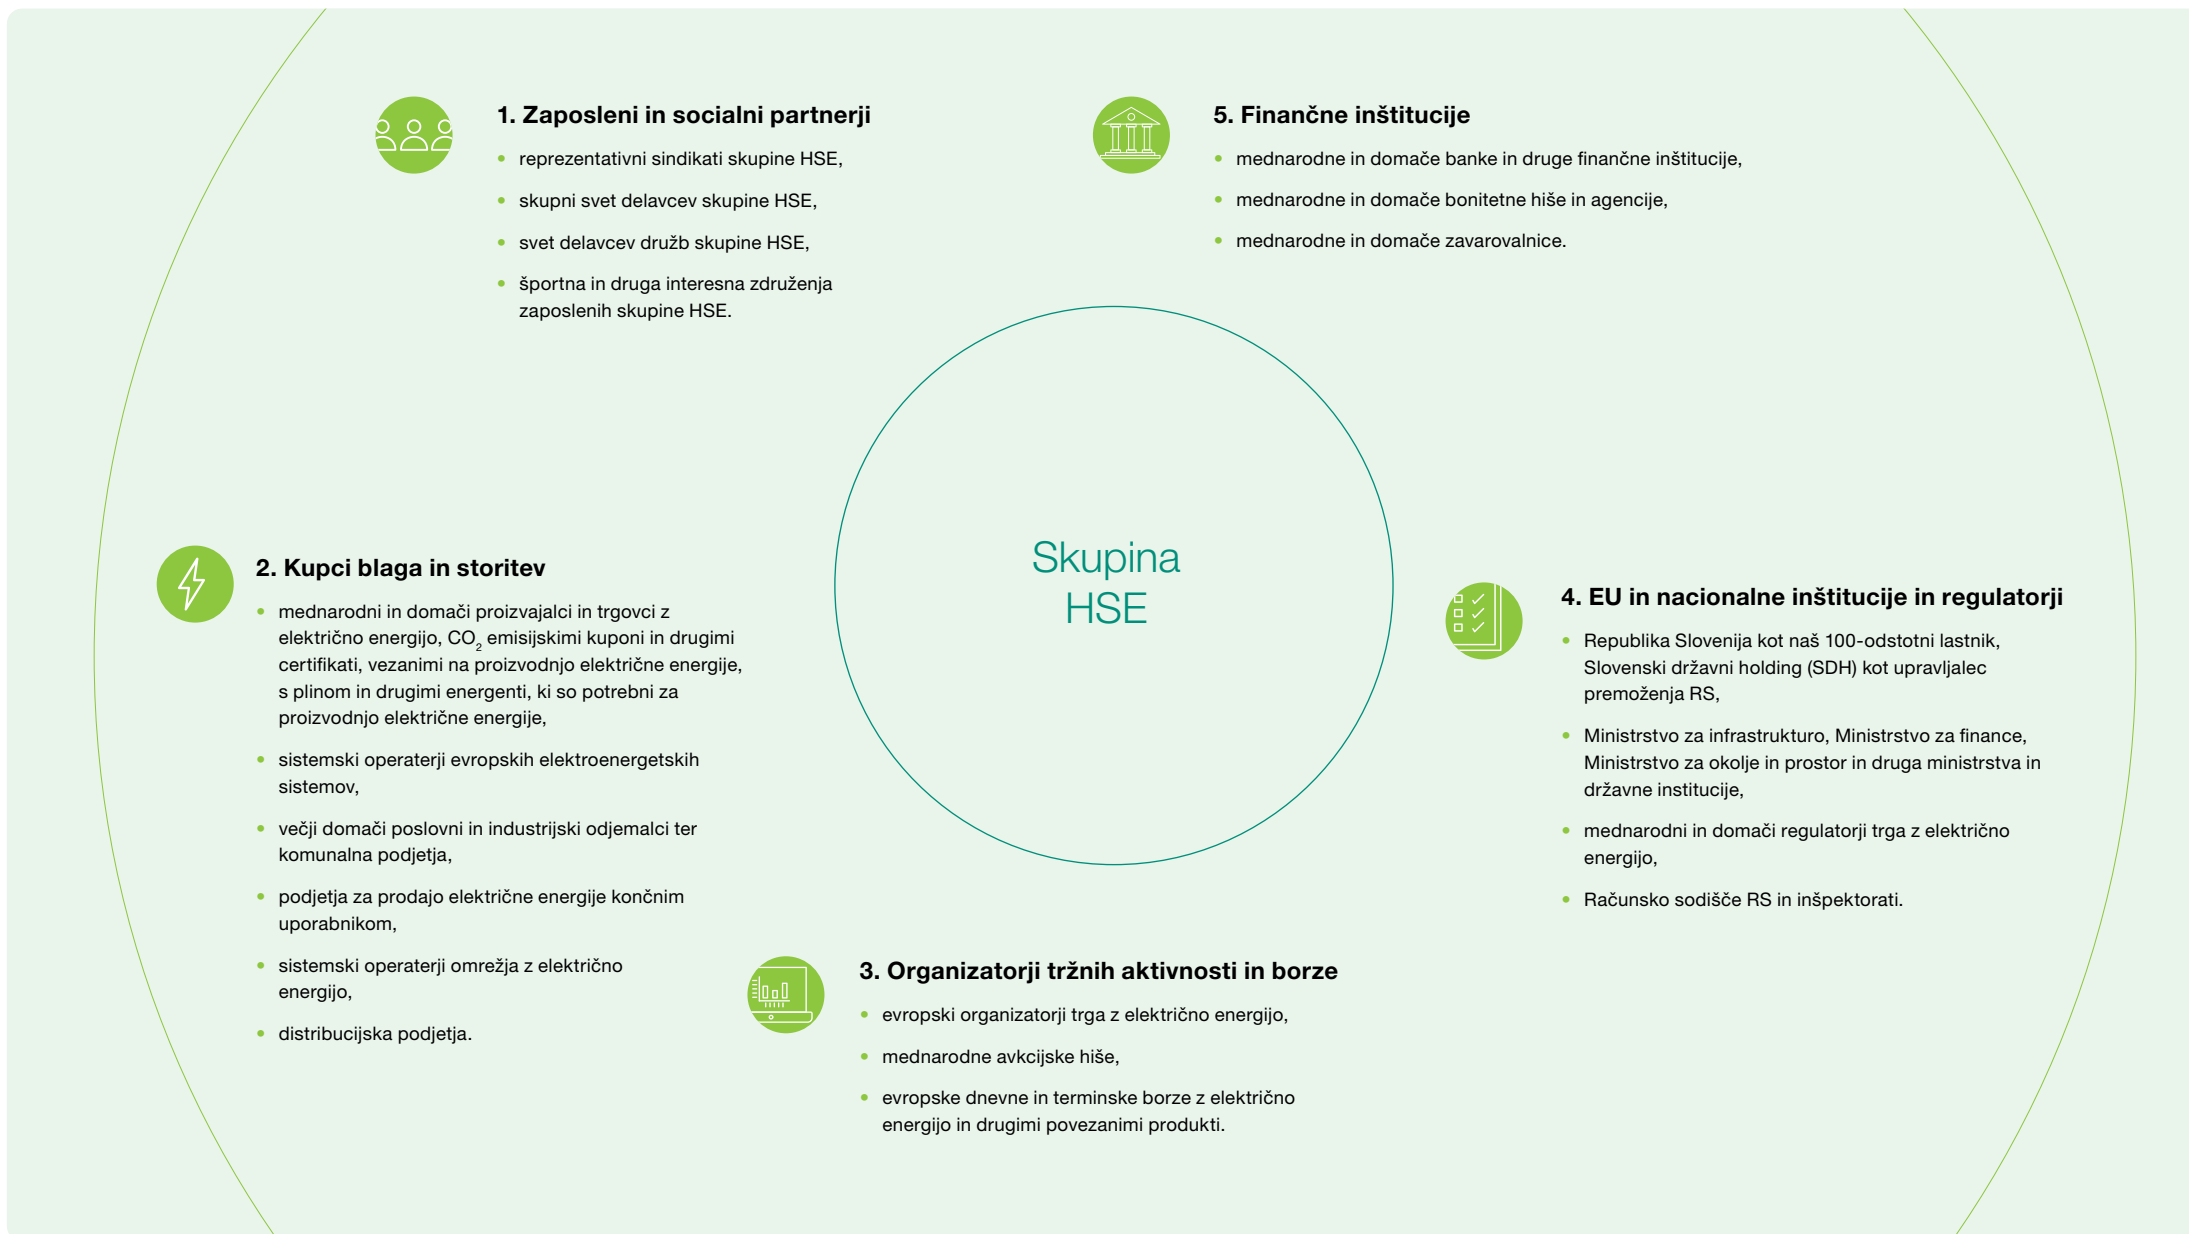 1. Zaposleni in socialni partnerji
• reprezentativni sindikati skupine HSE,
• skupni svet delavcev skupine HSE,
• svet delavcev družb skupine HSE,
• športna in druga interesna združenja
zaposlenih skupine HSE.
5. Finančne inštitucije
• mednarodne in domače banke in druge finančne inštitucije,
• mednarodne in domače bonitetne hiše in agencije,
• mednarodne in domače zavarovalnice.
Skupina
HSE
2. Kupci blaga in storitev
• mednarodni in domači proizvajalci in trgovci z
električno energijo, CO₂ emisijskimi kuponi in drugimi
certifikati, vezanimi na proizvodnjo električne energije,
s plinom in drugimi energenti, ki so potrebni za
proizvodnjo električne energije,
• sistemski operaterji evropskih elektroenergetskih
sistemov,
• večji domači poslovni in industrijski odjemalci ter
komunalna podjetja,
• podjetja za prodajo električne energije končnim
uporabnikom,
• sistemski operaterji omrežja z električno
energijo,
• distribucijska podjetja.
4. EU in nacionalne inštitucije in regulatorji
• Republika Slovenija kot naš 100-odstotni lastnik,
Slovenski državni holding (SDH) kot upravljalec
premoženja RS,
• Ministrstvo za infrastrukturo, Ministrstvo za finance,
Ministrstvo za okolje in prostor in druga ministrstva in
državne institucije,
• mednarodni in domači regulatorji trga z električno
energijo,
• Računsko sodišče RS in inšpektorati.
3. Organizatorji tržnih aktivnosti in borze
• evropski organizatorji trga z električno energijo,
• mednarodne avkcijske hiše,
• evropske dnevne in terminske borze z električno
energijo in drugimi povezanimi produkti.